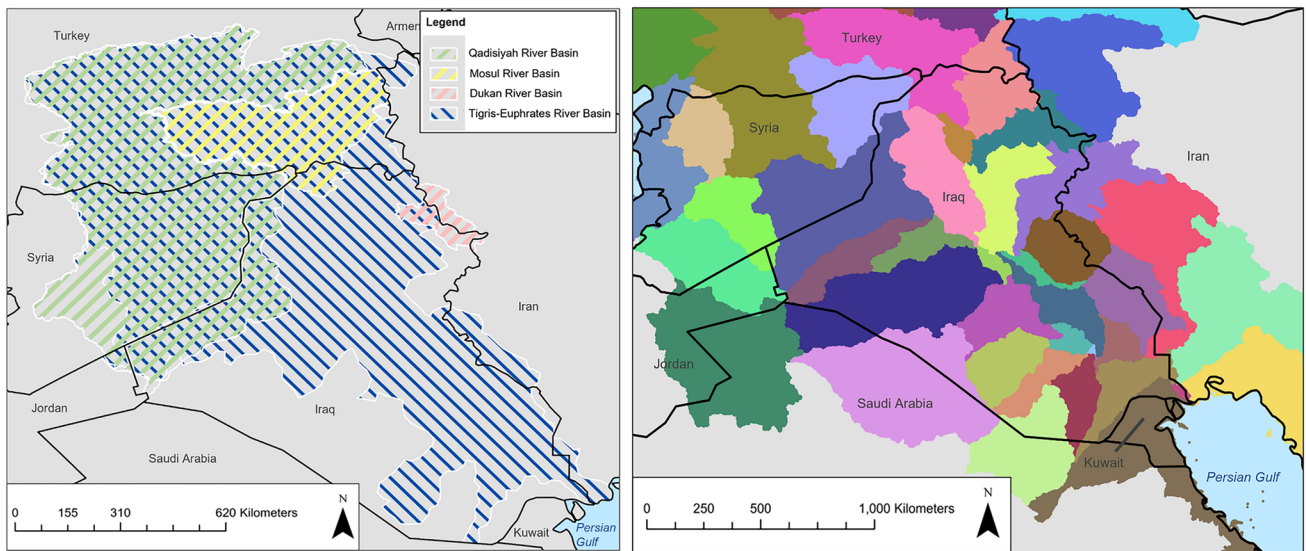 Turkey
Armen
Legend
Qadisiyah River Basin
Mosul River Basin
Dukan River Basin
Tigris-Euphrates River Basin
Syria
Iran
Jordan
Iraq
Saudi Arabia
Kuwait
Persian
Gulf
0 155 310 620 Kilometers
N
Turkey
Syria
Iran
Iraq
Jordan
Saudi Arabia
Kuwait
Persian Gulf
0 250 500 1,000 Kilometers
N